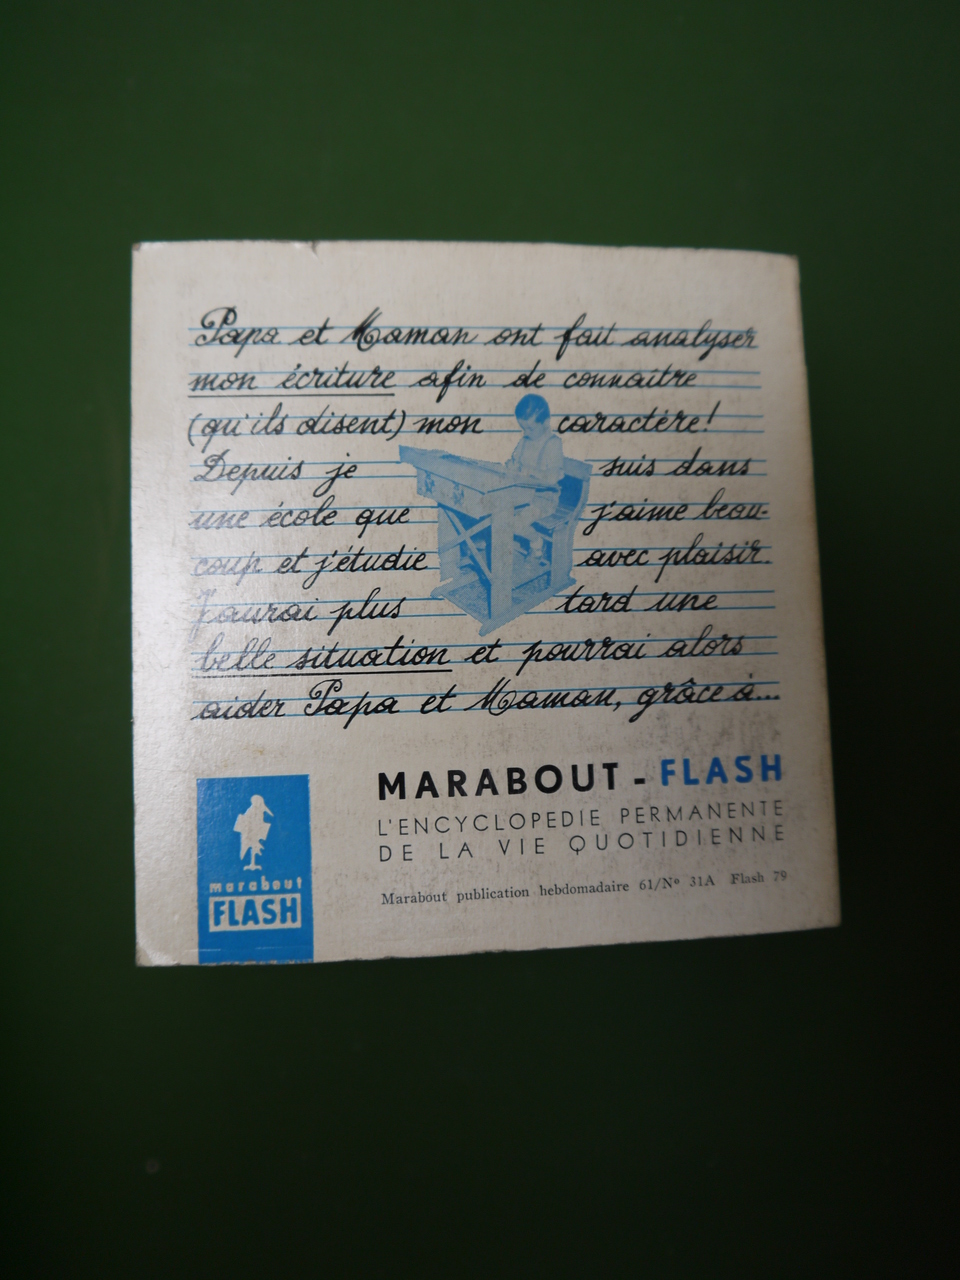 Papa et Maman ont fait analyser
mon écriture afin de connaître
(qu'ils disent) mon caractère!
Depuis je suis dans
une école que j'aime beau-
coup et j'étudie avec plaisir.
J'aurai plus tard une
belle situation et pourrai alors
aider Papa et Maman, grâce à...
MARABOUT - FLASH
L'ENCYCLOPEDIE PERMANENTE
DE LA VIE QUOTIDIENNE
Marabout publication hebdomadaire 61/Nº 31A Flash 79
marabout
FLASH